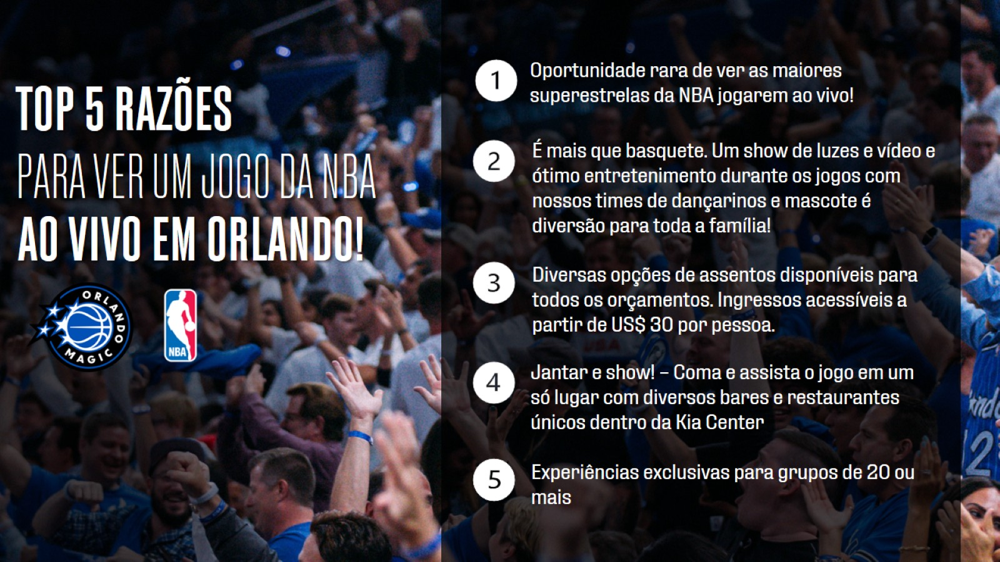 TOP 5 RAZÕES
PARA VER UM JOGO DA NBA
AO VIVO EM ORLANDO!
ORLANDO
MAGIC
NBA
1
Oportunidade rara de ver as maiores
superestrelas da NBA jogarem ao vivo!
2
É mais que basquete. Um show de luzes e vídeo e
ótimo entretenimento durante os jogos com
nossos times de dançarinos e mascote é
diversão para toda a família!
3
Diversas opções de assentos disponíveis para
todos os orçamentos. Ingressos acessíveis a
partir de US$ 30 por pessoa.
4
Jantar e show! – Coma e assista o jogo em um
só lugar com diversos bares e restaurantes
únicos dentro da Kia Center
5
Experiências exclusivas para grupos de 20 ou
mais
USA
12